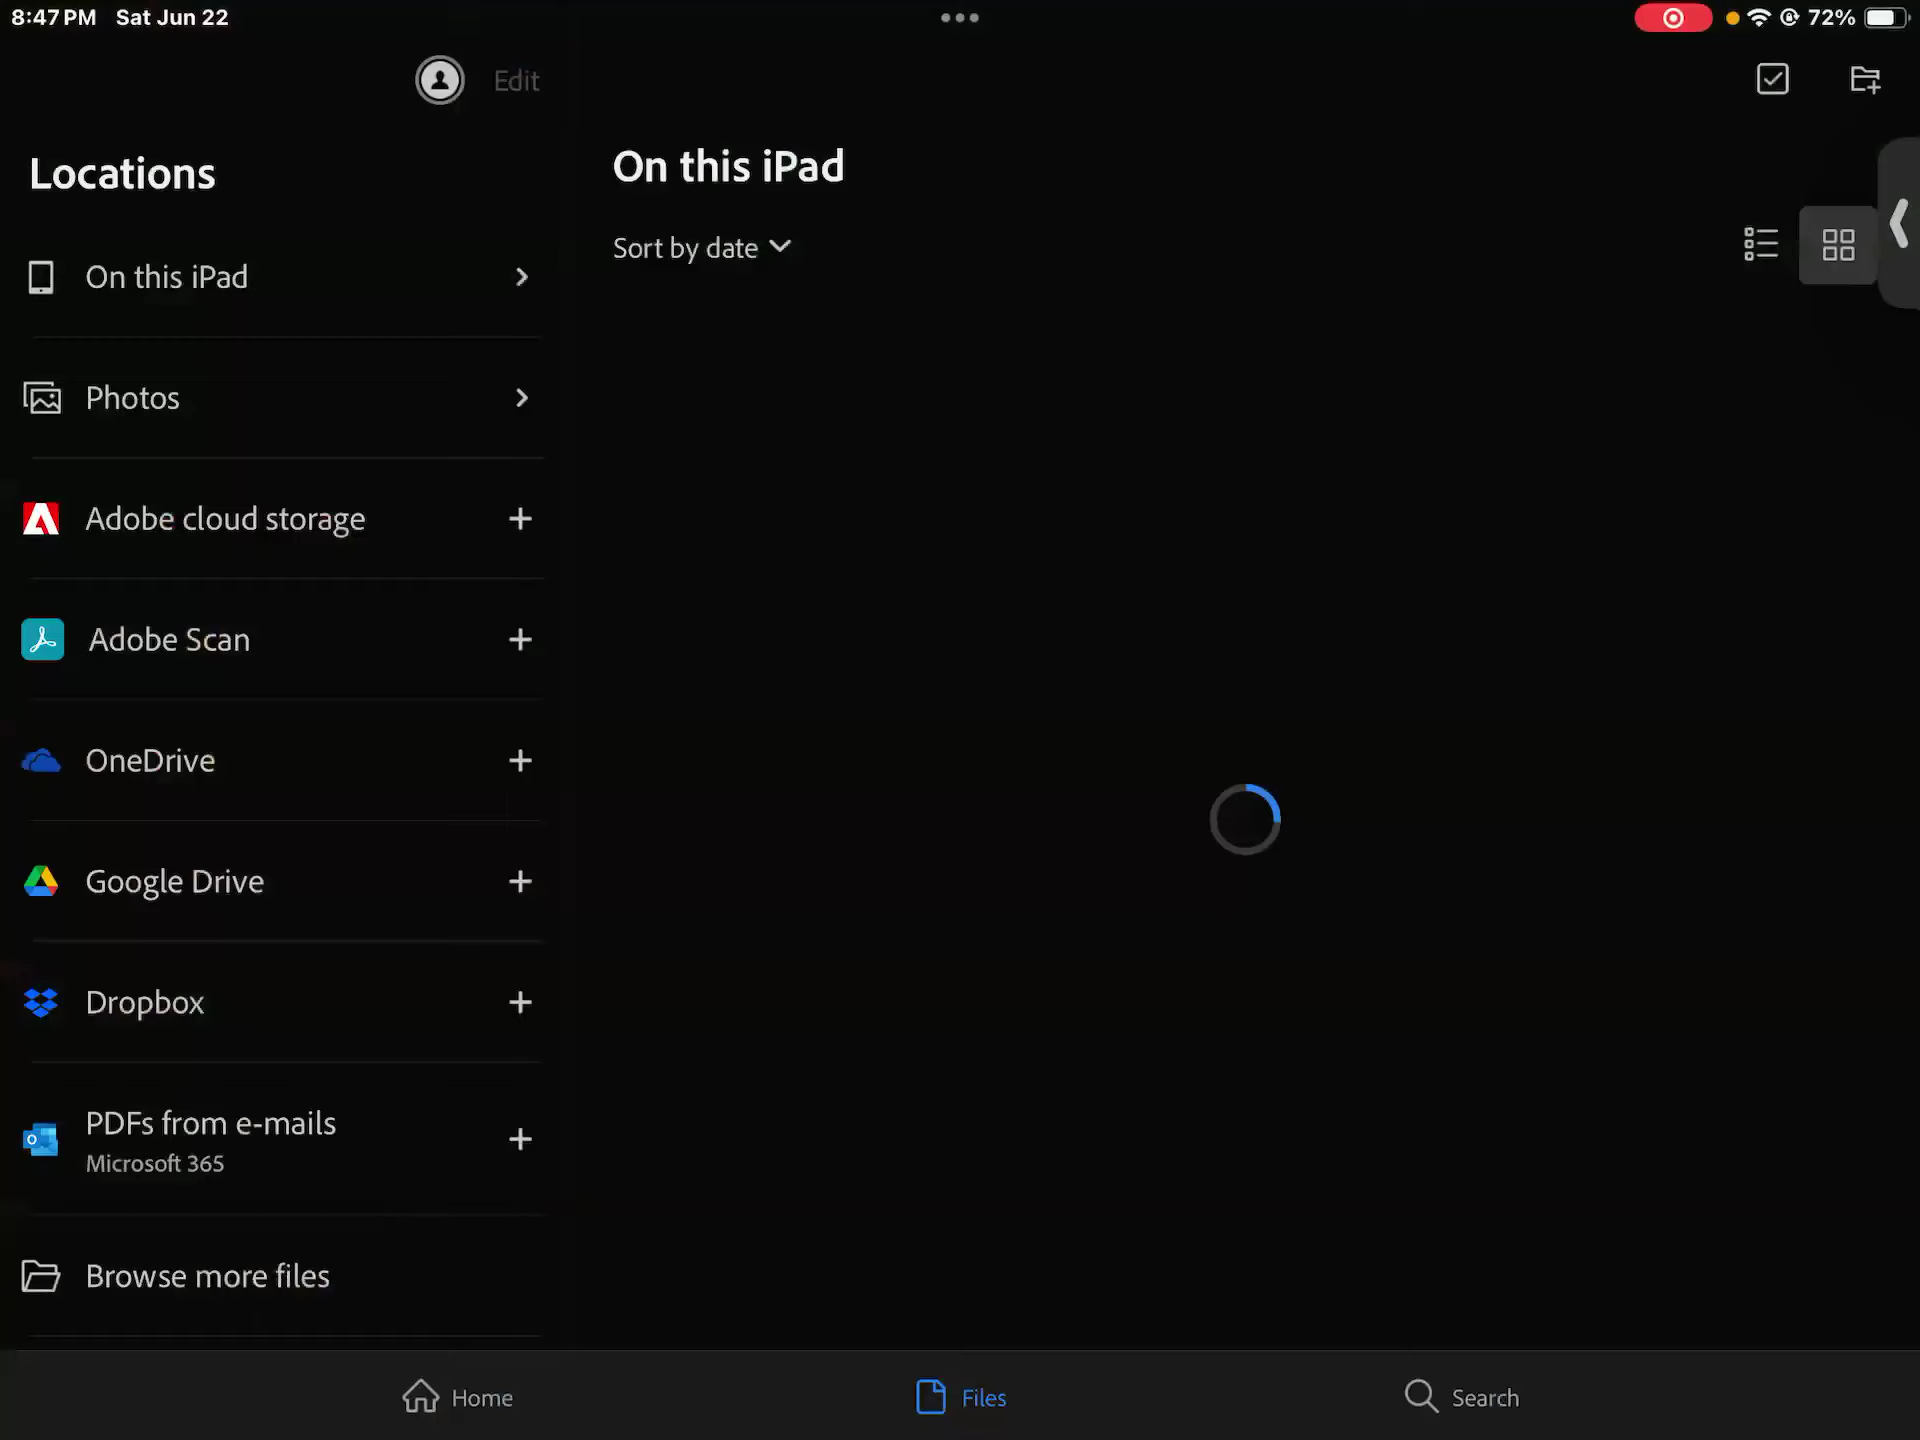 8:47 PM Sat Jun 22
72%
Edit
Locations
On this iPad
Photos
Adobe cloud storage
Adobe Scan
OneDrive
Google Drive
Dropbox
PDFs from e-mails
Microsoft 365
Browse more files
On this iPad
Sort by date
Home
Files
Search